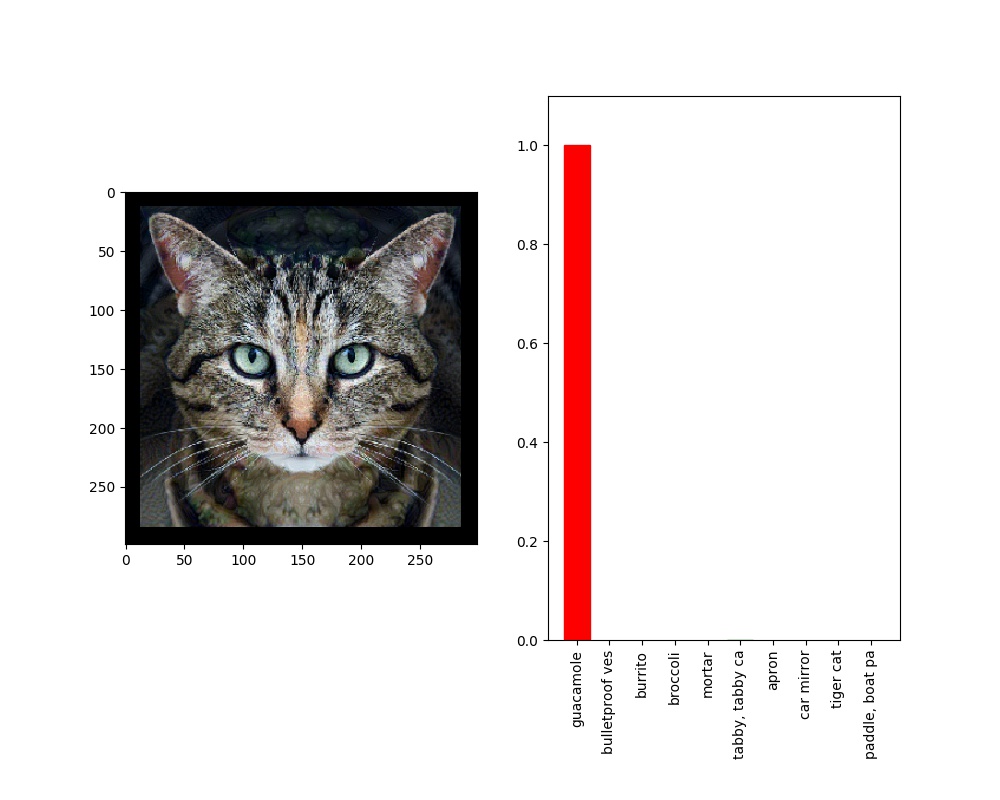 0
50
100
150
200
250
0 50 100 150 200 250
1.0
0.8
0.6
0.4
0.2
0.0
guacamole
bulletproof ves
burrito
broccoli
mortar
tabby, tabby ca
apron
car mirror
tiger cat
paddle, boat pa